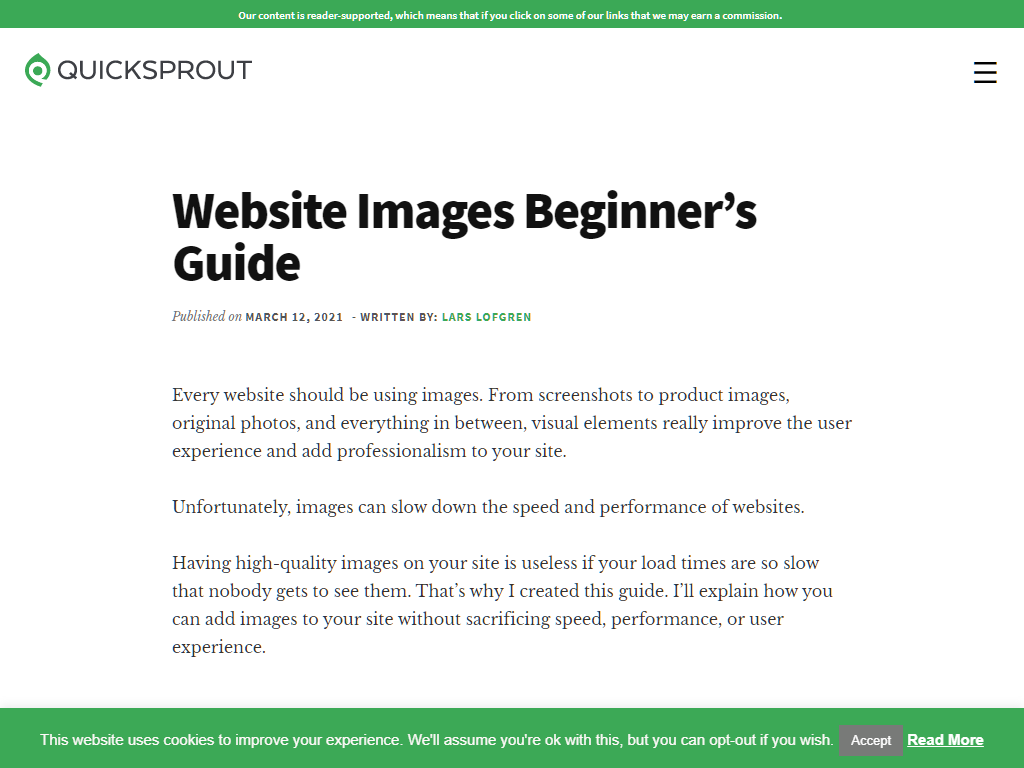 Our content is reader-supported, which means that if you click on some of our links that we may earn a commission.
QUICKSPROUT
Website Images Beginner’s
Guide
Published on MARCH 12, 2021 - WRITTEN BY: LARS LOFGREN
Every website should be using images. From screenshots to product images,
original photos, and everything in between, visual elements really improve the user
experience and add professionalism to your site.
Unfortunately, images can slow down the speed and performance of websites.
Having high-quality images on your site is useless if your load times are so slow
that nobody gets to see them. That’s why I created this guide. I’ll explain how you
can add images to your site without sacrificing speed, performance, or user
experience.
This website uses cookies to improve your experience. We'll assume you're ok with this, but you can opt-out if you wish. Accept Read More